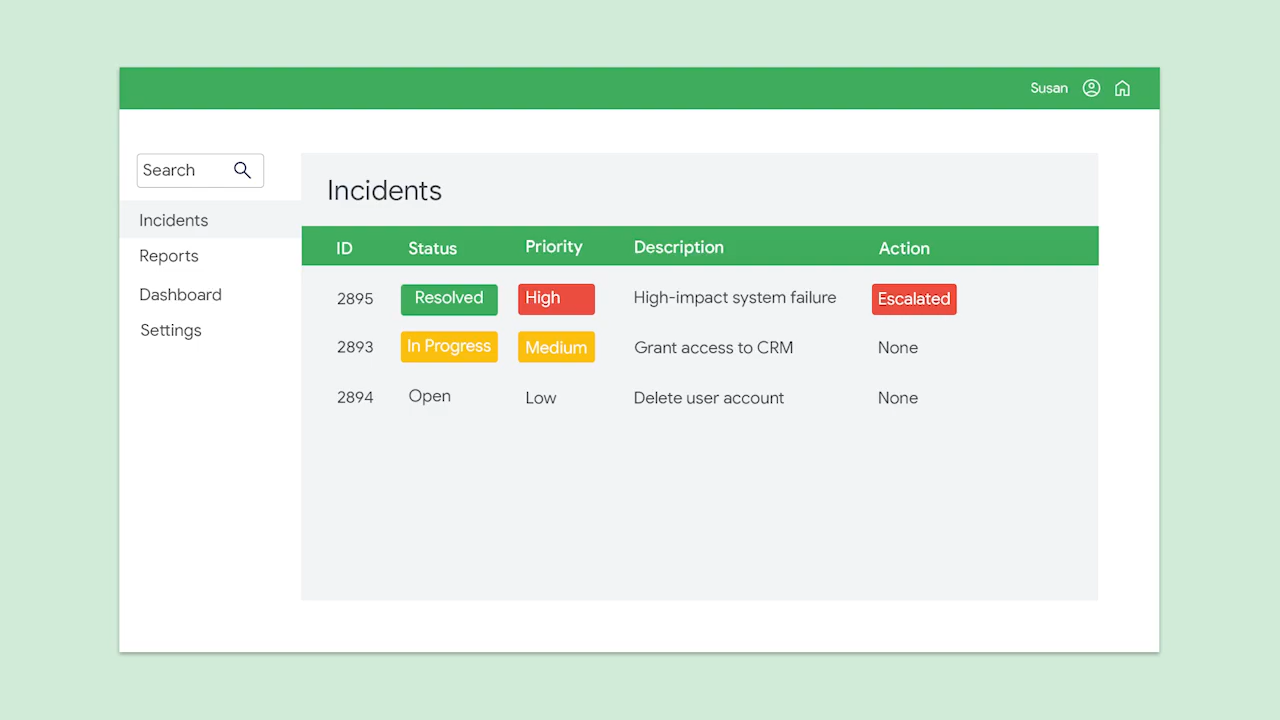 Susan
Search
Incidents
Reports
Dashboard
Settings
Incidents
ID Status Priority Description Action
2895 Resolved High High-impact system failure Escalated
2893 In Progress Medium Grant access to CRM None
2894 Open Low Delete user account None